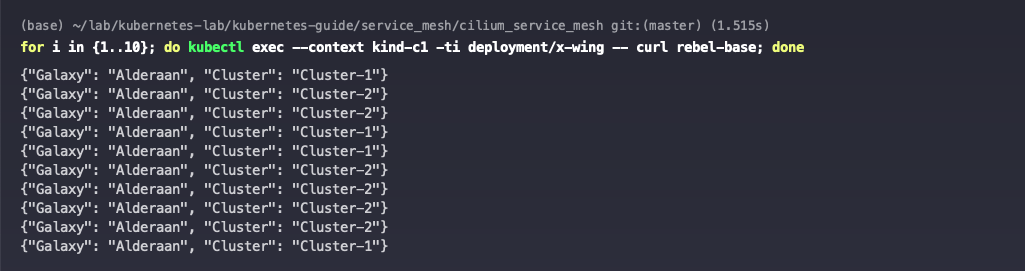 (base) ~/lab/kubernetes-lab/kubernetes-guide/service_mesh/cilium_service_mesh git:(master) (1.515s)
for i in {1..10}; do kubectl exec --context kind-c1 -ti deployment/x-wing -- curl rebel-base; done
{"Galaxy": "Alderaan", "Cluster": "Cluster-1"}
{"Galaxy": "Alderaan", "Cluster": "Cluster-2"}
{"Galaxy": "Alderaan", "Cluster": "Cluster-2"}
{"Galaxy": "Alderaan", "Cluster": "Cluster-1"}
{"Galaxy": "Alderaan", "Cluster": "Cluster-1"}
{"Galaxy": "Alderaan", "Cluster": "Cluster-2"}
{"Galaxy": "Alderaan", "Cluster": "Cluster-2"}
{"Galaxy": "Alderaan", "Cluster": "Cluster-2"}
{"Galaxy": "Alderaan", "Cluster": "Cluster-2"}
{"Galaxy": "Alderaan", "Cluster": "Cluster-1"}